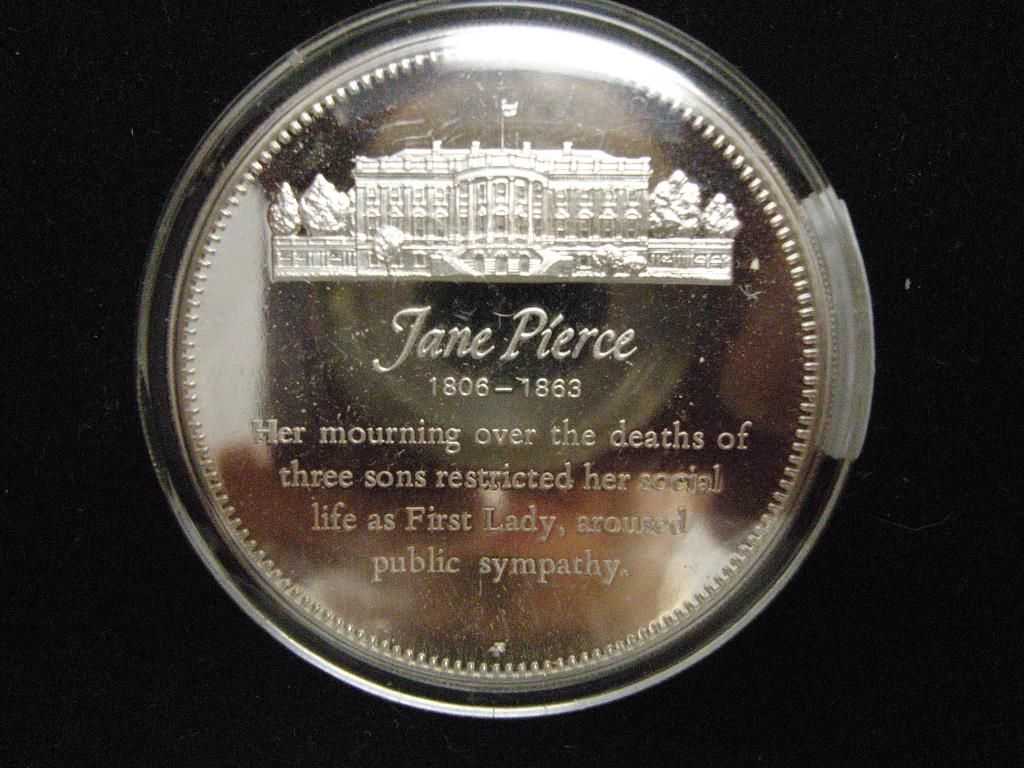 Jane Pierce
1806–1863
Her mourning over the deaths of
three sons restricted her social
life as First Lady, aroused
public sympathy.